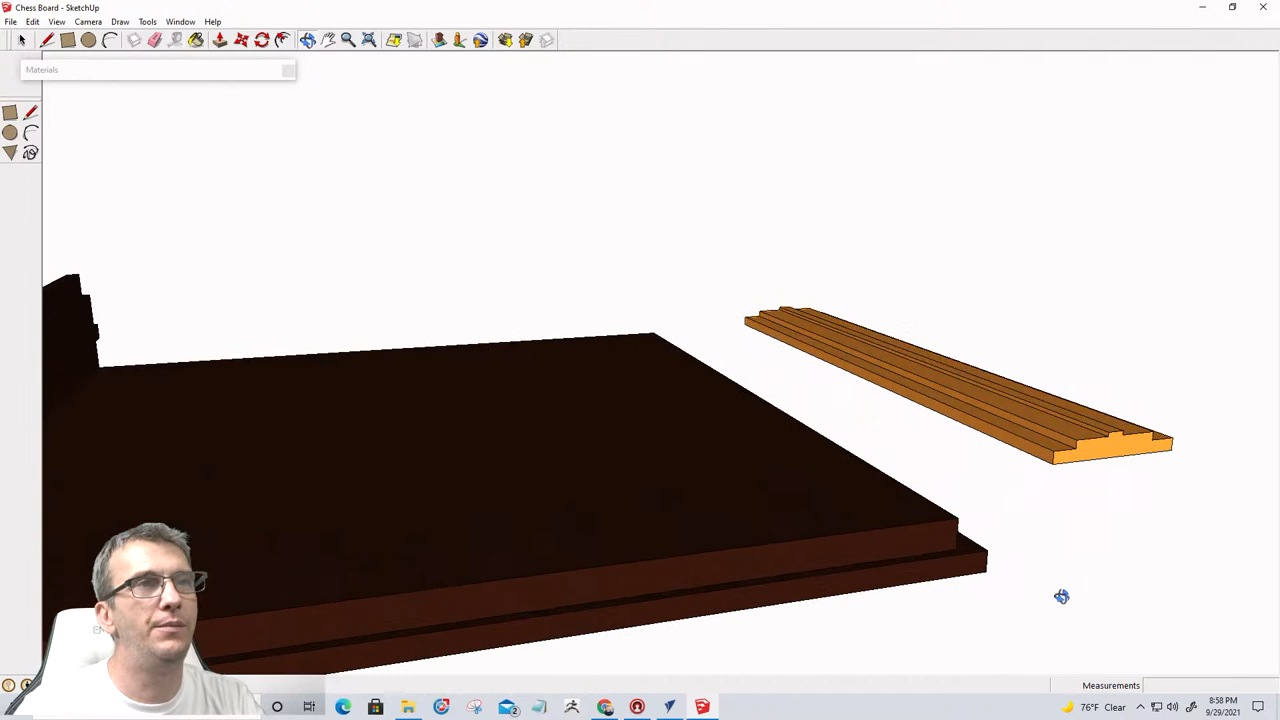 Chess Board - SketchUp
File Edit View Camera Draw Tools Window Help
Materials
Measurements
2
76°F Clear
8:58 PM
9/29/2021